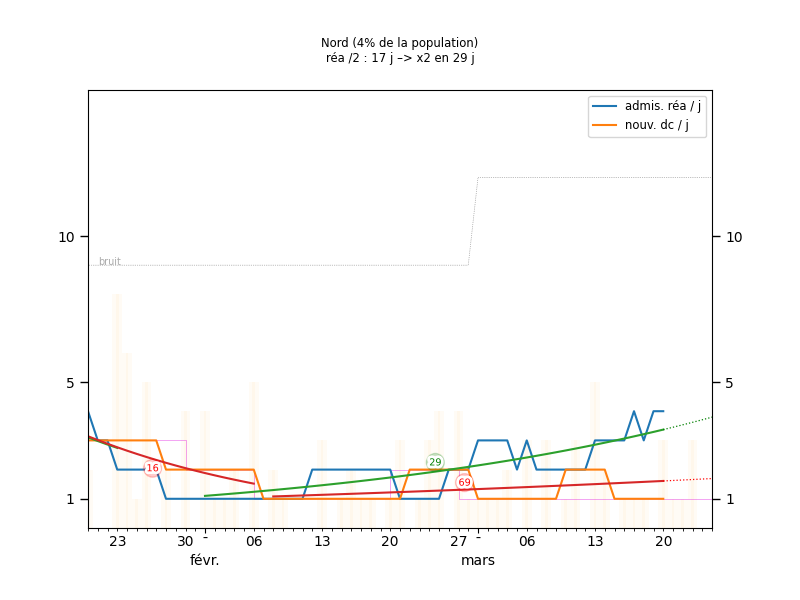 Nord (4% de la population)
réa /2 : 17 j –> x2 en 29 j
admis. réa / j
nouv. dc / j
10
10
bruit
5
5
29
16
69
1
1
23
30
06
13
20
27
06
13
20
févr.
mars